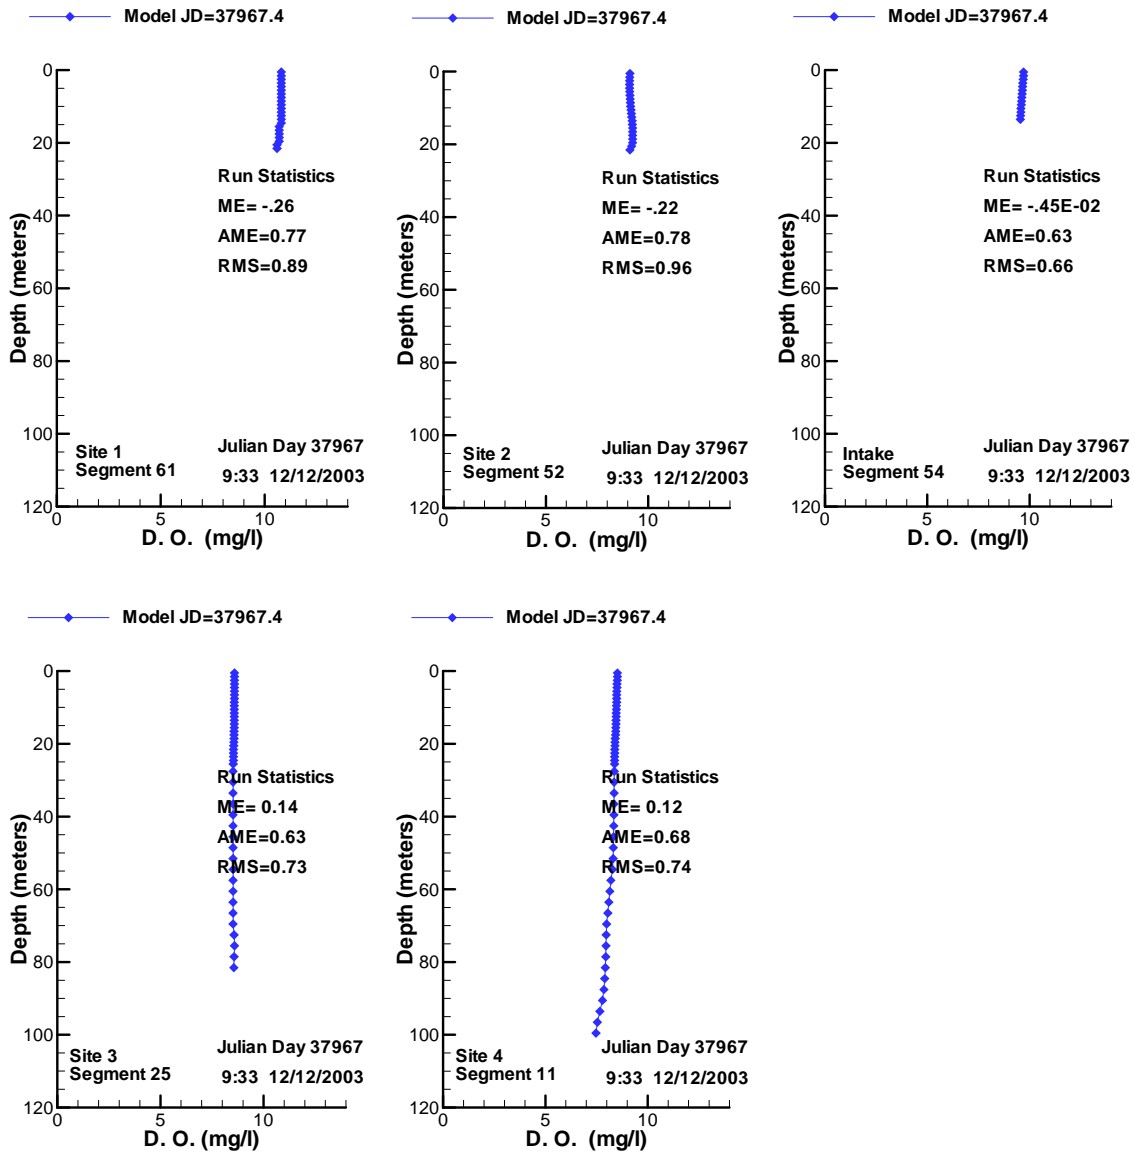 Model JD=37967.4
0
20
40
60
80
100
120
Depth (meters)
Run Statistics
ME= -.26
AME=0.77
RMS=0.89
Site 1
Segment 61
Julian Day 37967
9:33 12/12/2003
0 5 10
D. O. (mg/l)
Model JD=37967.4
0
20
40
60
80
100
120
Depth (meters)
Run Statistics
ME= -.22
AME=0.78
RMS=0.96
Site 2
Segment 52
Julian Day 37967
9:33 12/12/2003
0 5 10
D. O. (mg/l)
Model JD=37967.4
0
20
40
60
80
100
120
Depth (meters)
Run Statistics
ME= -.45E-02
AME=0.63
RMS=0.66
Intake
Segment 54
Julian Day 37967
9:33 12/12/2003
0 5 10
D. O. (mg/l)
Model JD=37967.4
0
20
40
60
80
100
120
Depth (meters)
Run Statistics
ME= 0.14
AME=0.63
RMS=0.73
Site 3
Segment 25
Julian Day 37967
9:33 12/12/2003
0 5 10
D. O. (mg/l)
Model JD=37967.4
0
20
40
60
80
100
120
Depth (meters)
Run Statistics
ME= 0.12
AME=0.68
RMS=0.74
Site 4
Segment 11
Julian Day 37967
9:33 12/12/2003
0 5 10
D. O. (mg/l)